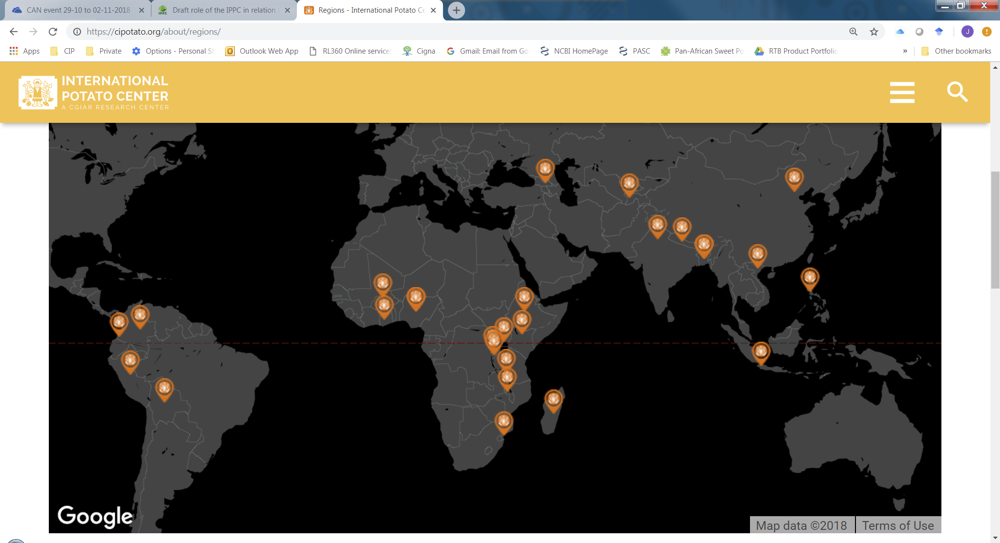 CAN event 29-10 to 02-11-2018
Draft role of the IPPC in relation
Regions - International Potato Ce
https://cipotato.org/about/regions/
J
Apps
CIP
Private
Options - Personal St
Outlook Web App
RL360 Online services
Cigna
Gmail: Email from Go
NCBI HomePage
PASC
Pan-African Sweet Po
RTB Product Portfolio
»
Other bookmarks
INTERNATIONAL
POTATO CENTER
A CGIAR RESEARCH CENTER
Google
Map data ©2018
Terms of Use